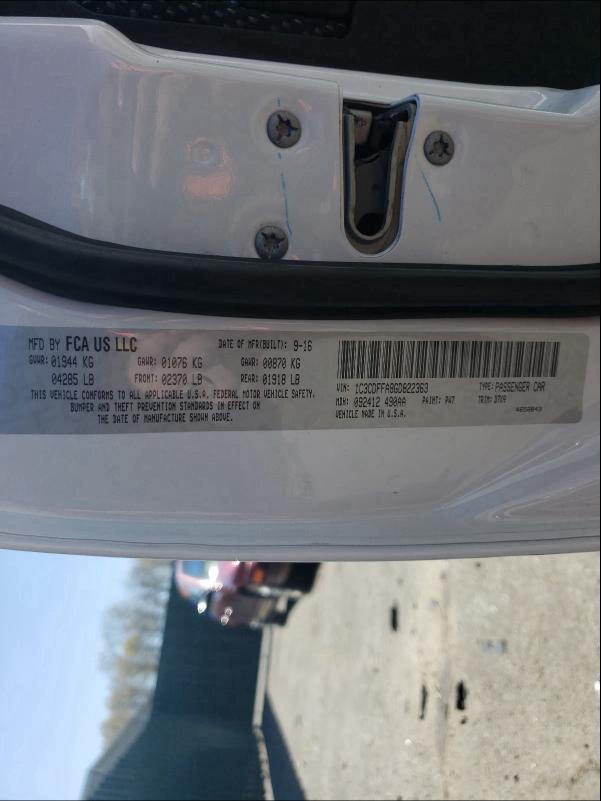 MFD BY FCA US LLC DATE OF MFR(BUILT): 9-16
GVWR: 01944 KG GAWR: 01076 KG GAWR: 00870 KG
04285 LB FRONT: 02370 LB REAR: 01918 LB
THIS VEHICLE CONFORMS TO ALL APPLICABLE U.S.A. FEDERAL MOTOR VEHICLE SAFETY,
BUMPER AND THEFT PREVENTION STANDARDS IN EFFECT ON
THE DATE OF MANUFACTURE SHOWN ABOVE.
VIN: 1C3CDFFA8GD822363 TYPE: PASSENGER CAR
MDH: 092412 490AA PAINT: PW7 TRIM: D7X9
MADE IN U.S.A.